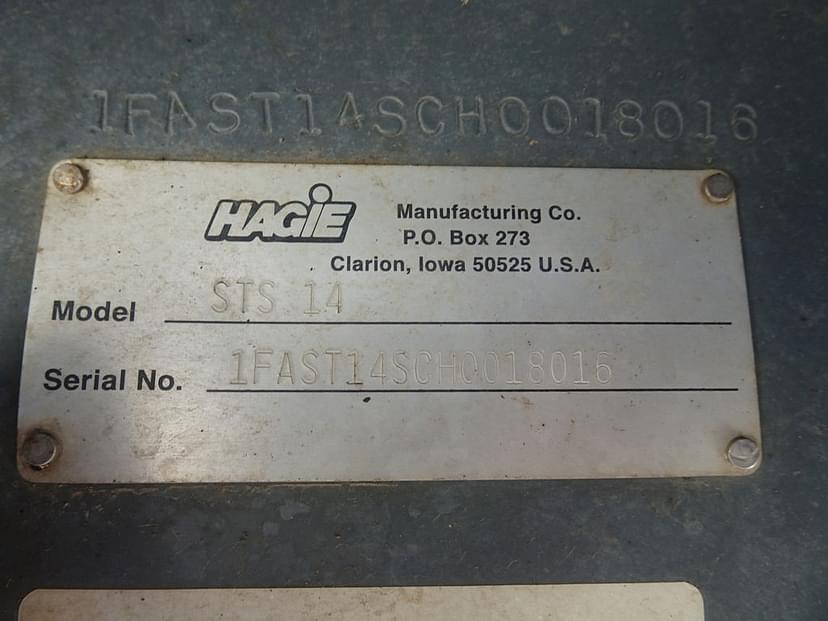 1FAST14SCH0018016
HAGiE Manufacturing Co.
P.O. Box 273
Clarion, Iowa 50525 U.S.A.
Model STS 14
Serial No. 1FAST14SCH0018016